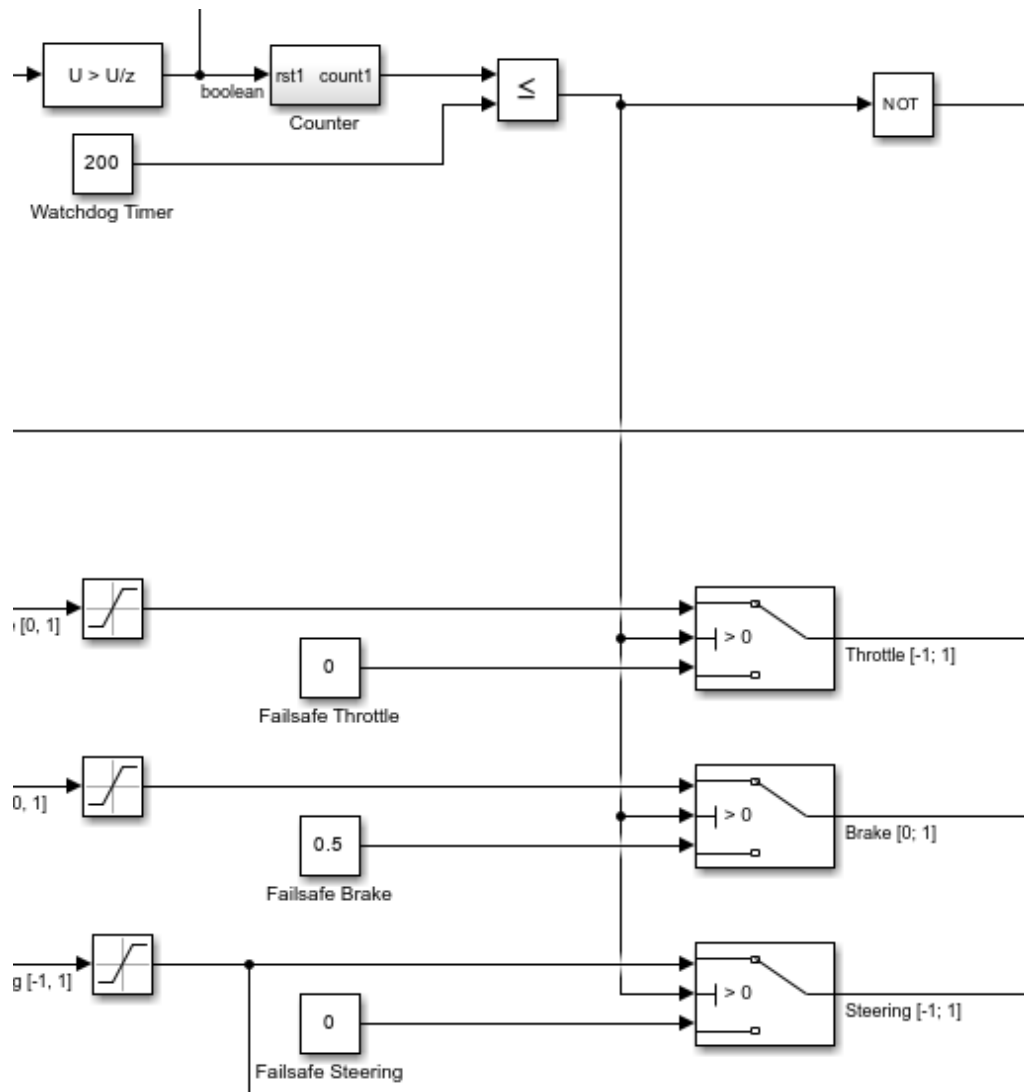 U > U/z
boolean
rst1 count1
Counter
≤
NOT
200
Watchdog Timer
[0, 1]
> 0
Throttle [-1; 1]
0
Failsafe Throttle
0, 1]
> 0
Brake [0; 1]
0.5
Failsafe Brake
g [-1, 1]
> 0
Steering [-1; 1]
0
Failsafe Steering